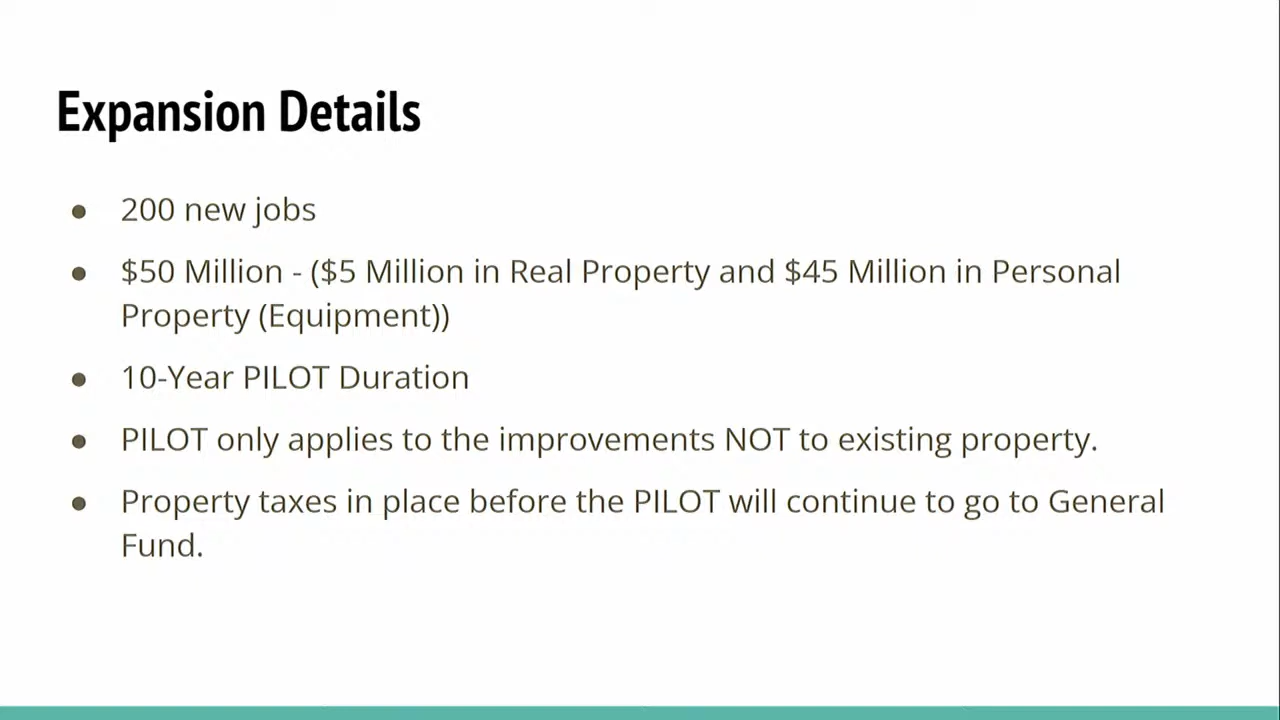 Expansion Details
● 200 new jobs
● $50 Million - ($5 Million in Real Property and $45 Million in Personal
Property (Equipment))
● 10-Year PILOT Duration
● PILOT only applies to the improvements NOT to existing property.
● Property taxes in place before the PILOT will continue to go to General
Fund.